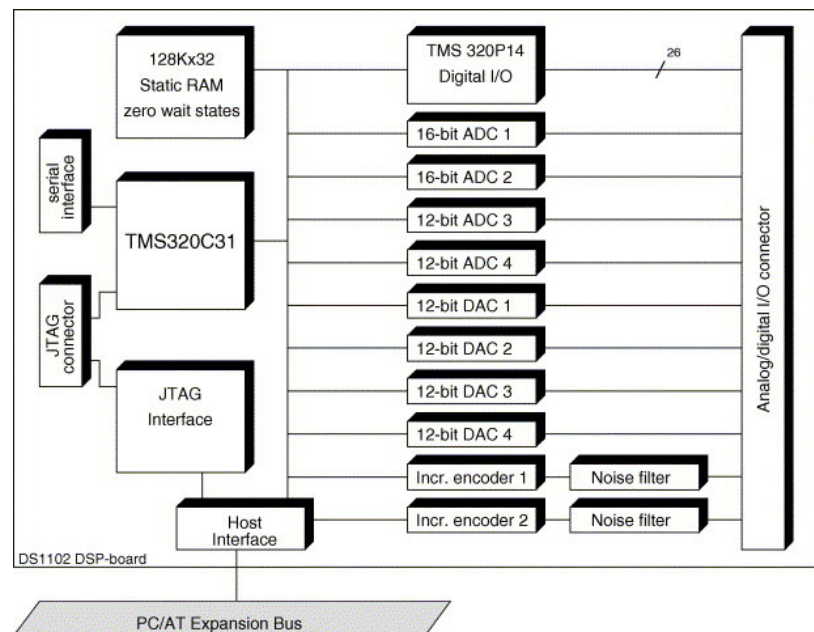 128Kx32
Static RAM
zero wait states
TMS 320P14
Digital I/O
26
16-bit ADC 1
16-bit ADC 2
12-bit ADC 3
12-bit ADC 4
12-bit DAC 1
12-bit DAC 2
12-bit DAC 3
12-bit DAC 4
Incr. encoder 1
Noise filter
Incr. encoder 2
Noise filter
Analog/digital I/O connector
serial
interface
TMS320C31
JTAG
connector
JTAG
Interface
Host
Interface
DS1102 DSP-board
PC/AT Expansion Bus